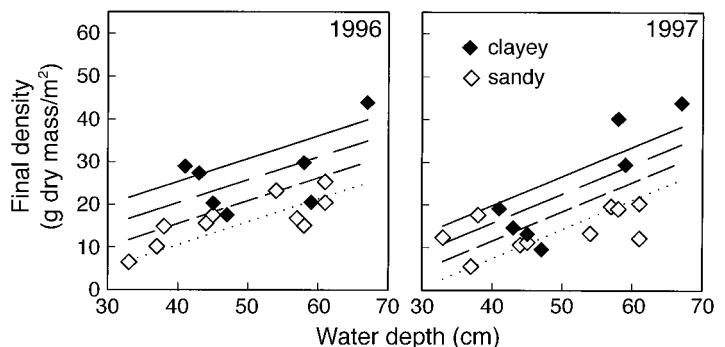 1996
1997
clayey
sandy
Final density
(g dry mass/m²)
60
50
40
30
20
10
0
30 40 50 60 70
30 40 50 60 70
Water depth (cm)